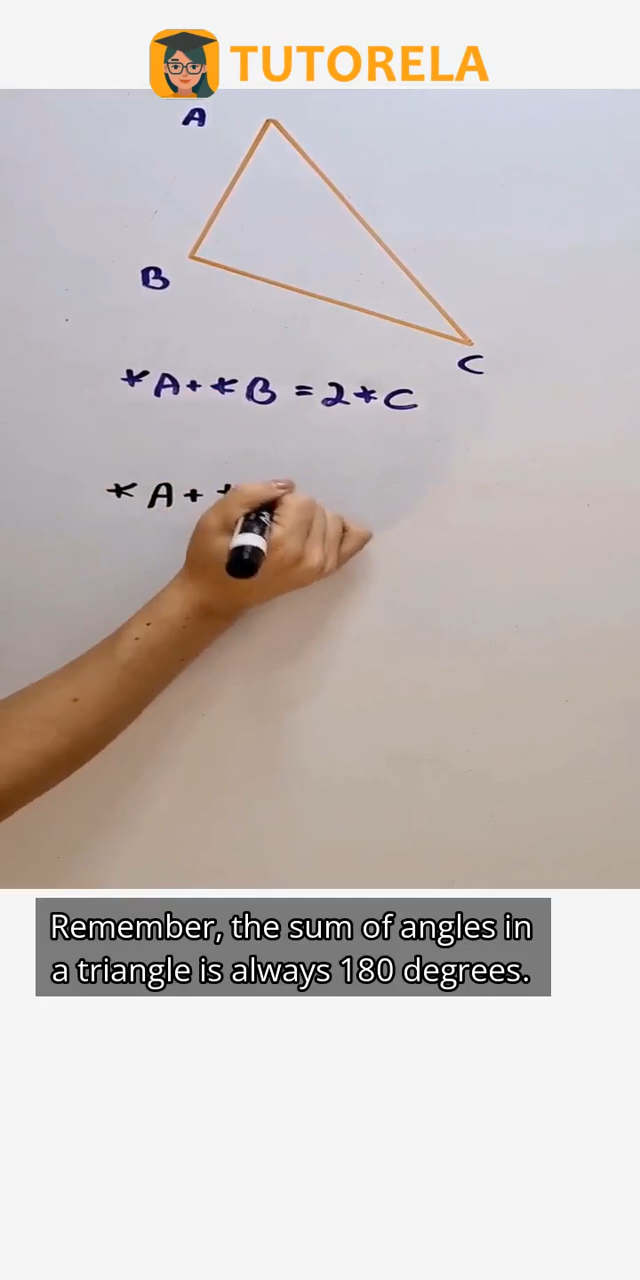 TUTORELA
A
B
C
*A+*B=2*C
*A+
Remember, the sum of angles in
a triangle is always 180 degrees.